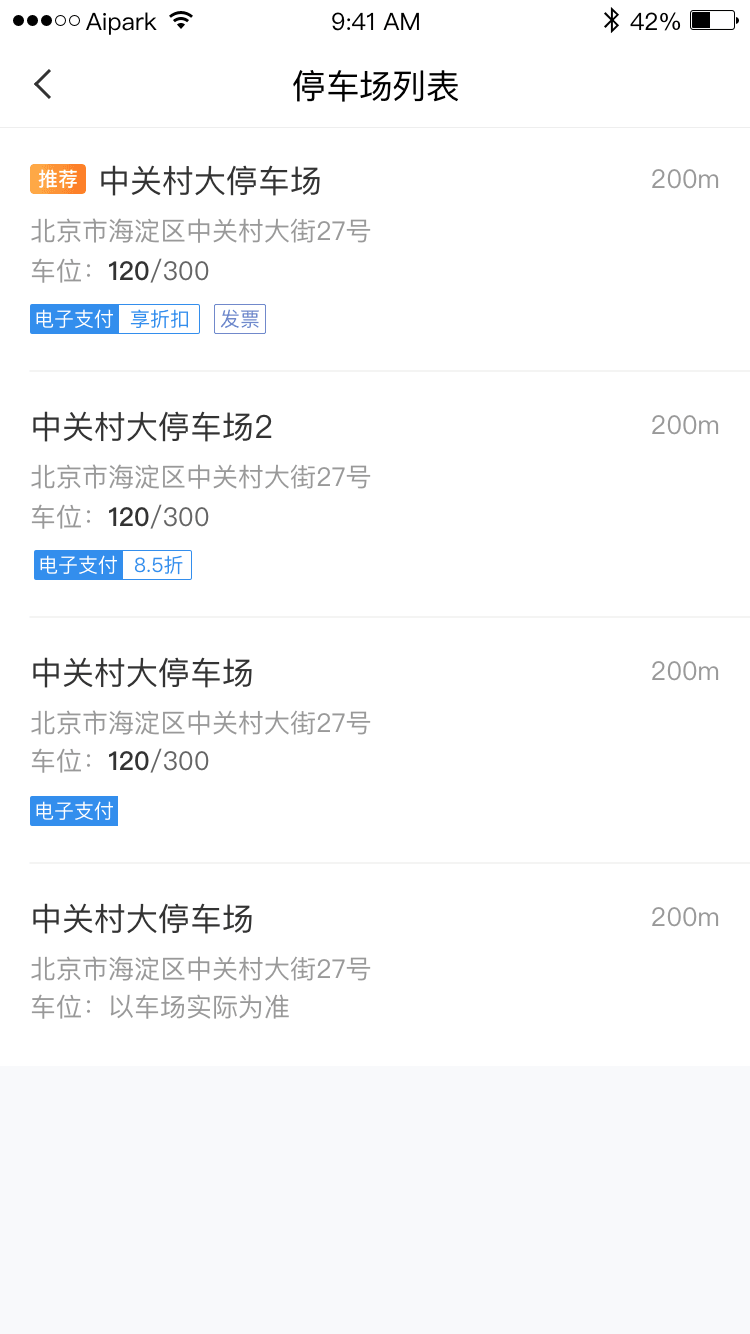 Aipark 9:41 AM 42%
停车场列表
推荐 中关村大停车场 200m
北京市海淀区中关村大街27号
车位：120/300
电子支付 享折扣 发票
中关村大停车场2 200m
北京市海淀区中关村大街27号
车位：120/300
电子支付 8.5折
中关村大停车场 200m
北京市海淀区中关村大街27号
车位：120/300
电子支付
中关村大停车场 200m
北京市海淀区中关村大街27号
车位：以车场实际为准